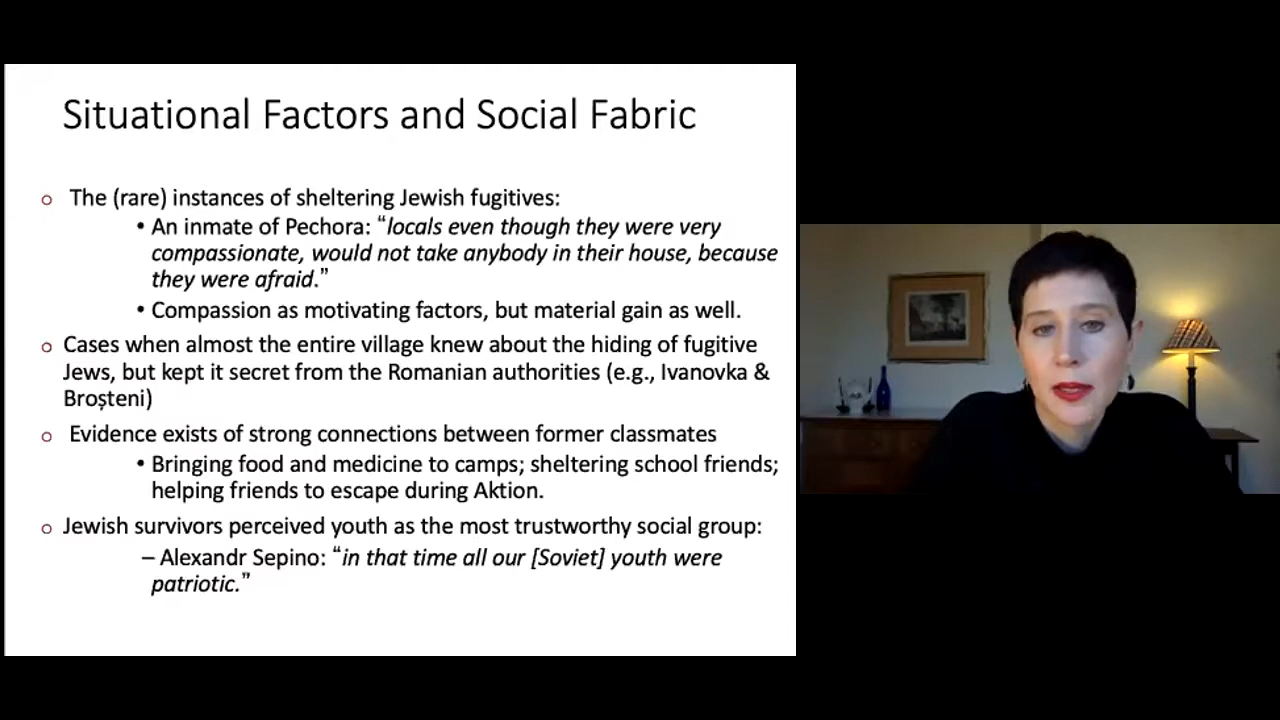 Situational Factors and Social Fabric
○ The (rare) instances of sheltering Jewish fugitives:
• An inmate of Pechora: “locals even though they were very
compassionate, would not take anybody in their house, because
they were afraid.”
• Compassion as motivating factors, but material gain as well.
○ Cases when almost the entire village knew about the hiding of fugitive
Jews, but kept it secret from the Romanian authorities (e.g., Ivanovka &
Broșteni)
○ Evidence exists of strong connections between former classmates
• Bringing food and medicine to camps; sheltering school friends;
helping friends to escape during Aktion.
○ Jewish survivors perceived youth as the most trustworthy social group:
– Alexandr Sepino: “in that time all our [Soviet] youth were
patriotic.”